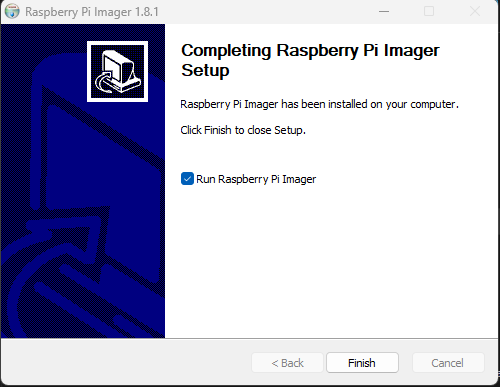 Raspberry Pi Imager 1.8.1
Completing Raspberry Pi Imager
Setup
Raspberry Pi Imager has been installed on your computer.
Click Finish to close Setup.
Run Raspberry Pi Imager
< Back
Finish
Cancel